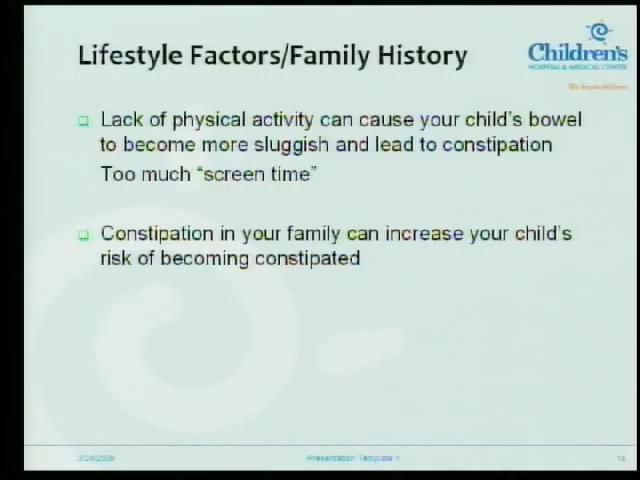 Lifestyle Factors/Family History
Children's
HOSPITAL & MEDICAL CENTER
Lack of physical activity can cause your child's bowel
to become more sluggish and lead to constipation
Too much "screen time"
Constipation in your family can increase your child's
risk of becoming constipated
Presentation Template 1